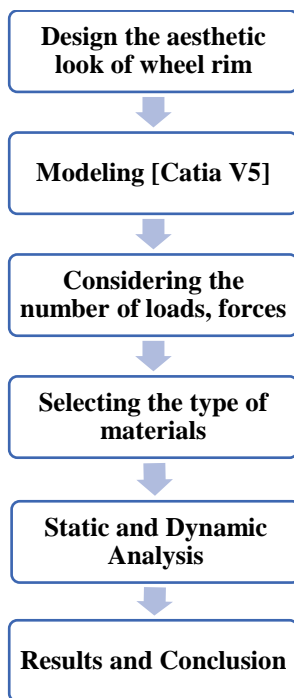 Design the aesthetic
look of wheel rim
Modeling [Catia V5]
Considering the
number of loads, forces
Selecting the type of
materials
Static and Dynamic
Analysis
Results and Conclusion